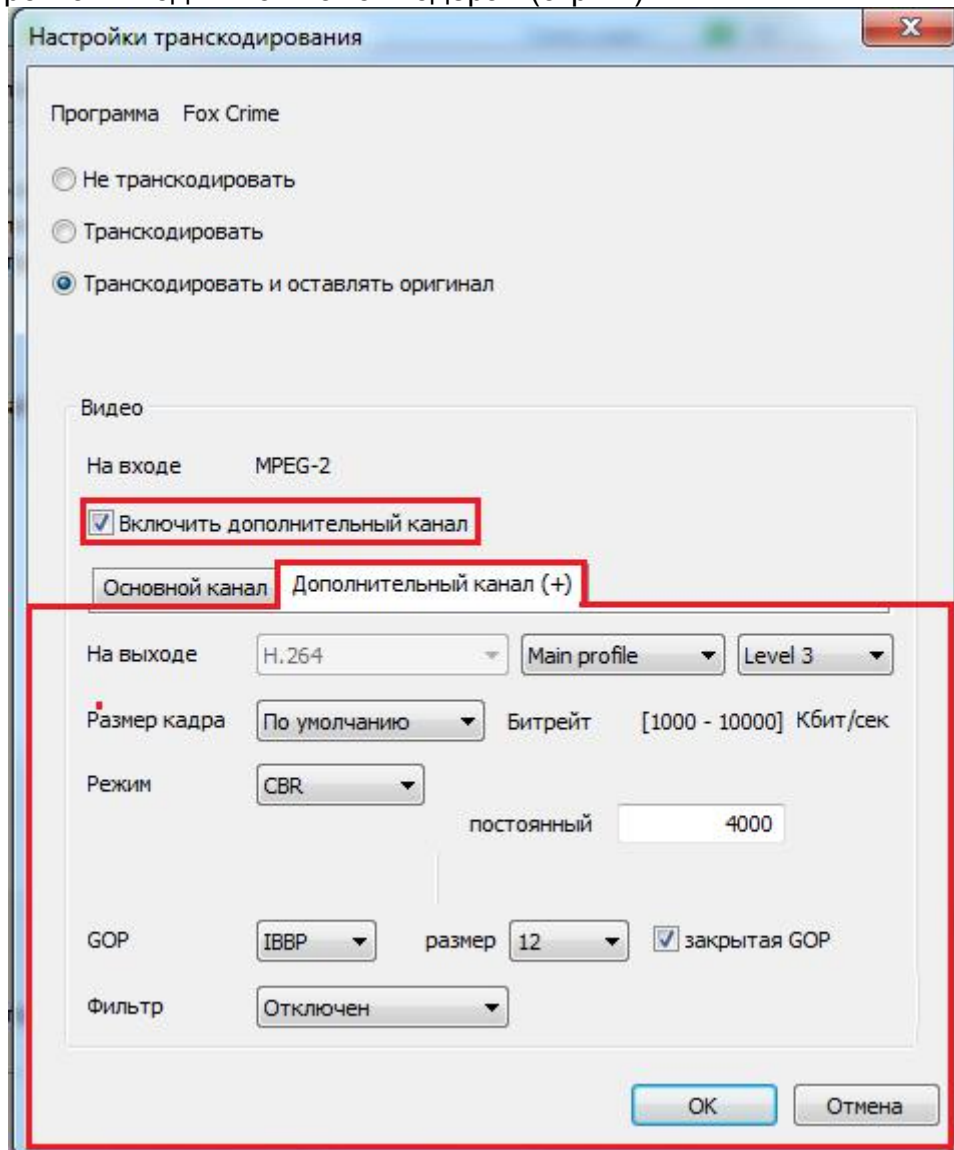 Настройки транскодирования
Программа Fox Crime
Не транскодировать
Транскодировать
Транскодировать и оставлять оригинал
Видео
На входе MPEG-2
Включить дополнительный канал
Основной канал Дополнительный канал (+)
На выходе H.264 Main profile Level 3
Размер кадра По умолчанию Битрейт [1000 - 10000] Кбит/сек
Режим CBR
постоянный 4000
GOP IBBP размер 12 закрытая GOP
Фильтр Отключен
OK Отмена